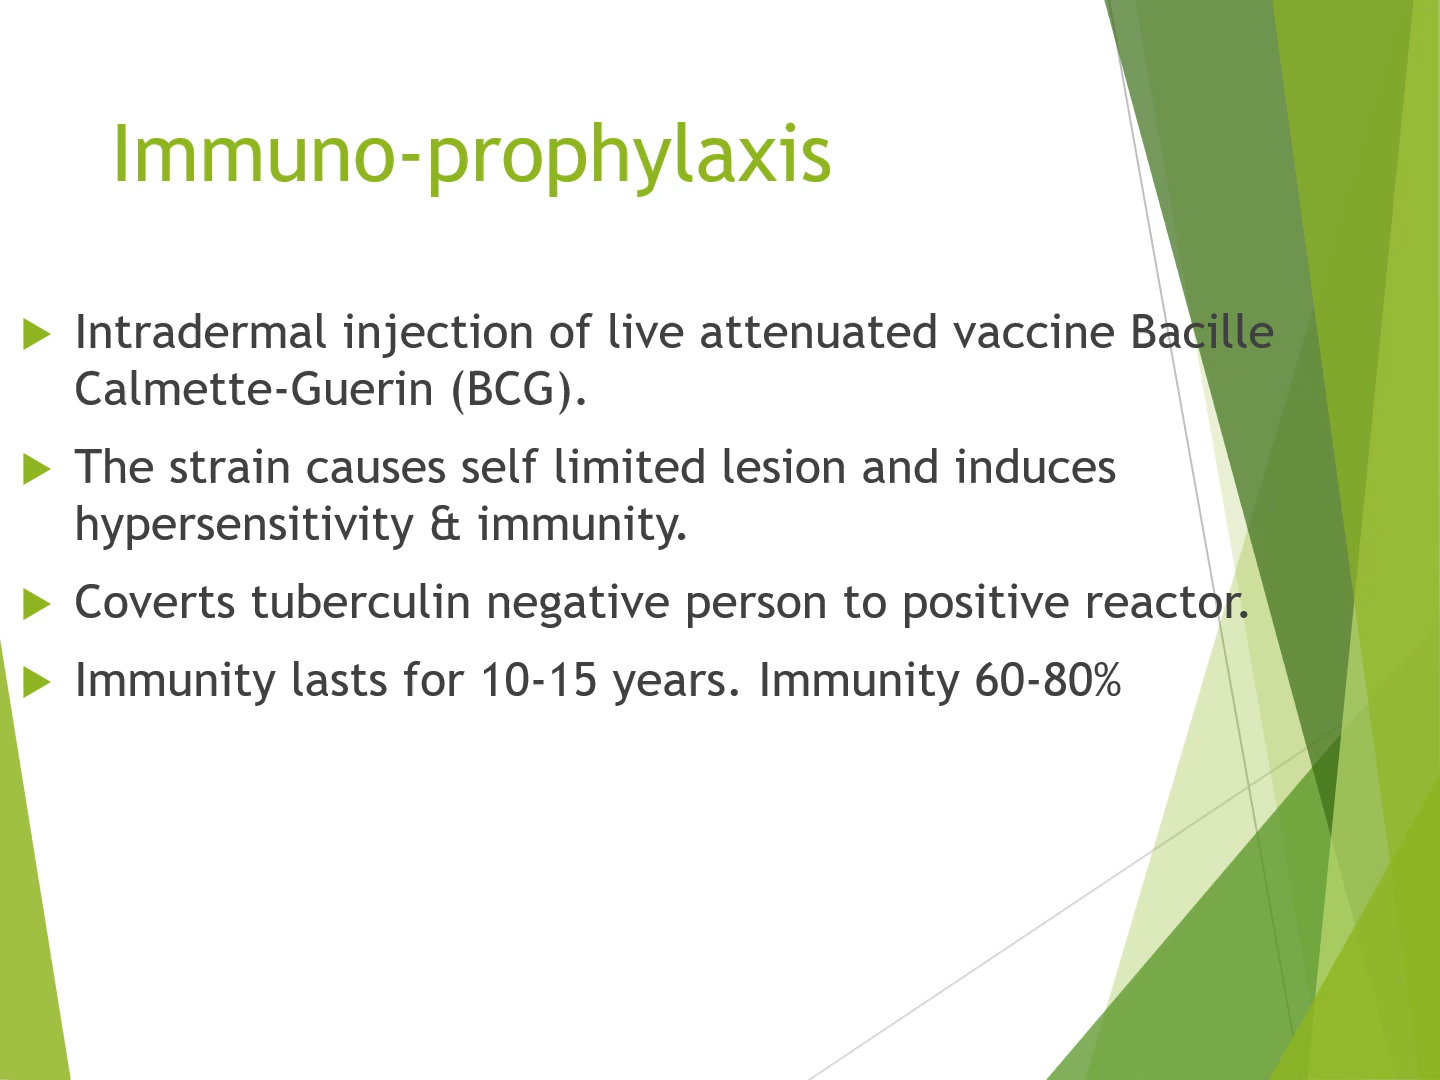 Immuno-prophylaxis
Intradermal injection of live attenuated vaccine Bacille
Calmette-Guerin (BCG).
The strain causes self limited lesion and induces
hypersensitivity & immunity.
Coverts tuberculin negative person to positive reactor.
Immunity lasts for 10-15 years. Immunity 60-80%